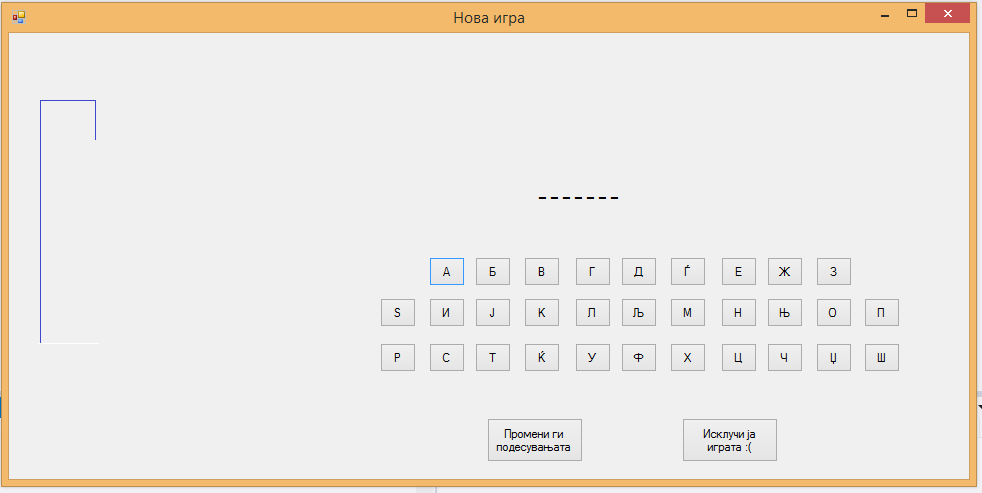 Нова игра
-------
А Б В Г Д Ѓ Е Ж З
Ѕ И Ј К Л Љ М Н Њ О П
Р С Т Ќ У Ф Х Ц Ч Џ Ш
Промени ги
подесувањата
Исклучи ја
играта :(